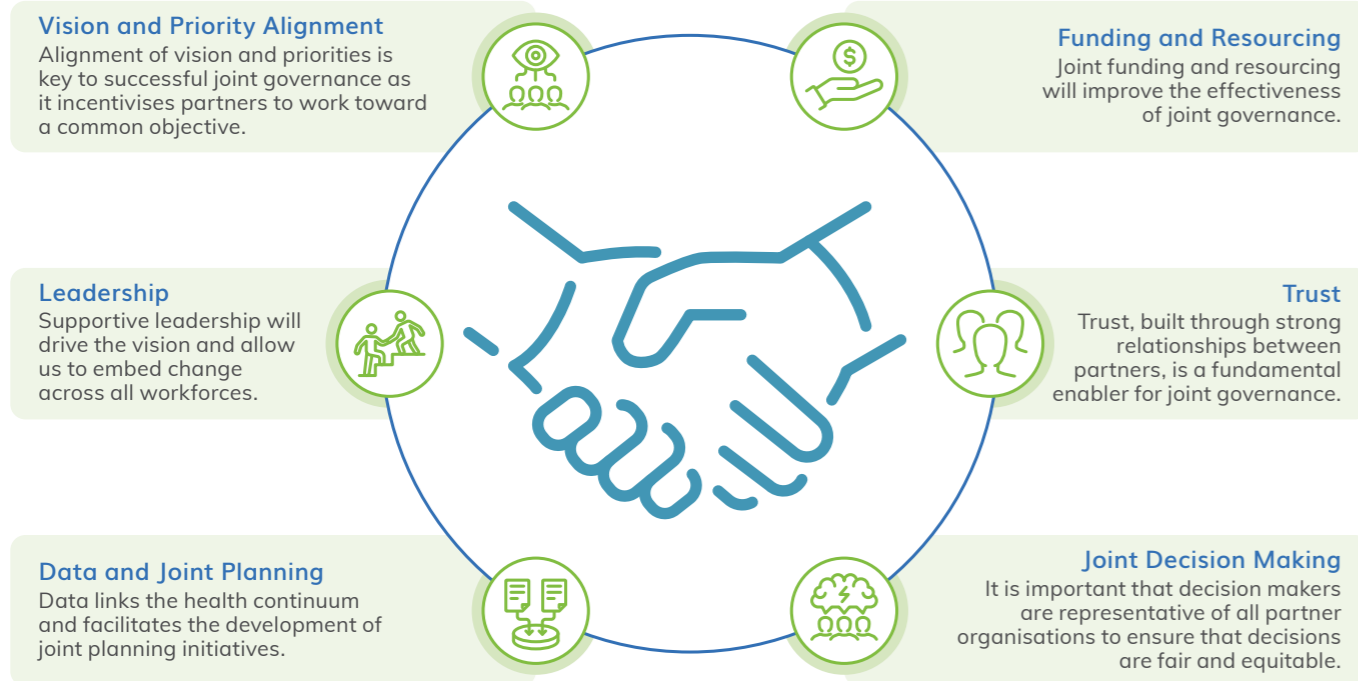 Vision and Priority Alignment
Alignment of vision and priorities is
key to successful joint governance as
it incentivises partners to work toward
a common objective.
Funding and Resourcing
Joint funding and resourcing
will improve the effectiveness
of joint governance.
$
Leadership
Supportive leadership will
drive the vision and allow
us to embed change
across all workforces.
Trust
Trust, built through strong
relationships between
partners, is a fundamental
enabler for joint governance.
Data and Joint Planning
Data links the health continuum
and facilitates the development of
joint planning initiatives.
Joint Decision Making
It is important that decision makers
are representative of all partner
organisations to ensure that decisions
are fair and equitable.